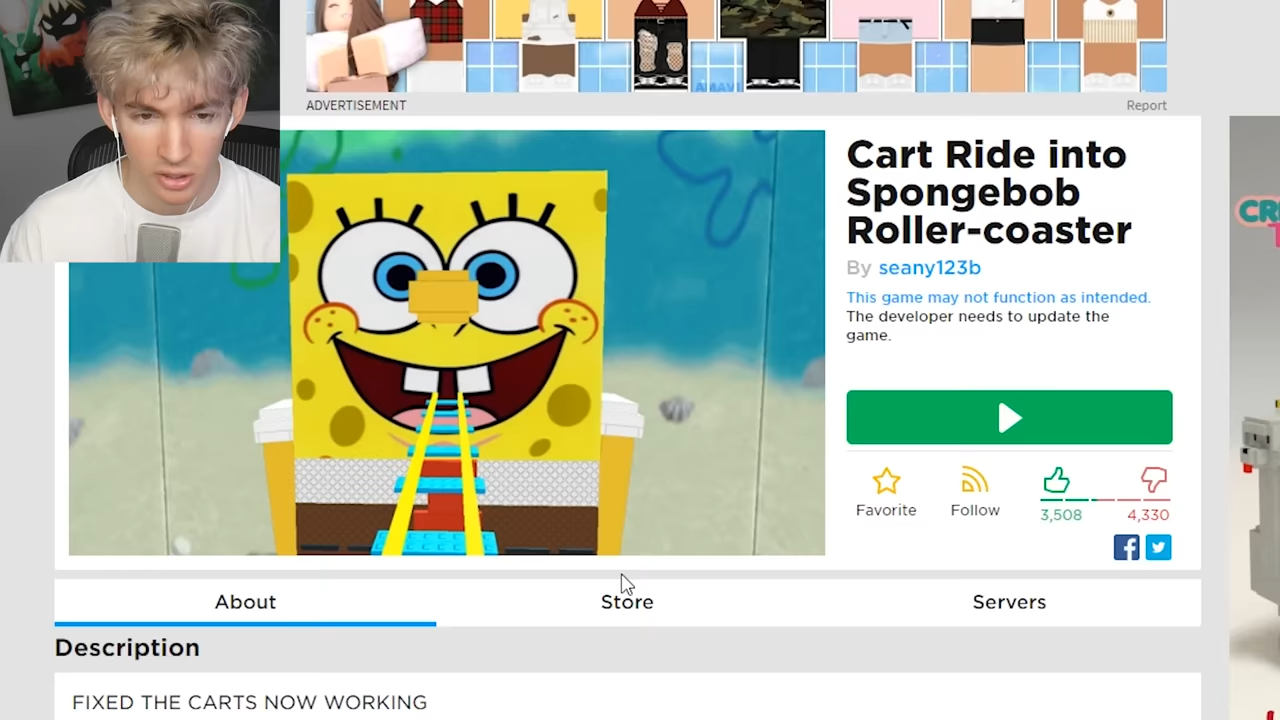 AMAVI
ADVERTISEMENT
Report
Cart Ride into
Spongebob
Roller-coaster
By seany123b
This game may not function as intended.
The developer needs to update the
game.
Favorite
Follow
3,508
4,330
About
Store
Servers
Description
FIXED THE CARTS NOW WORKING